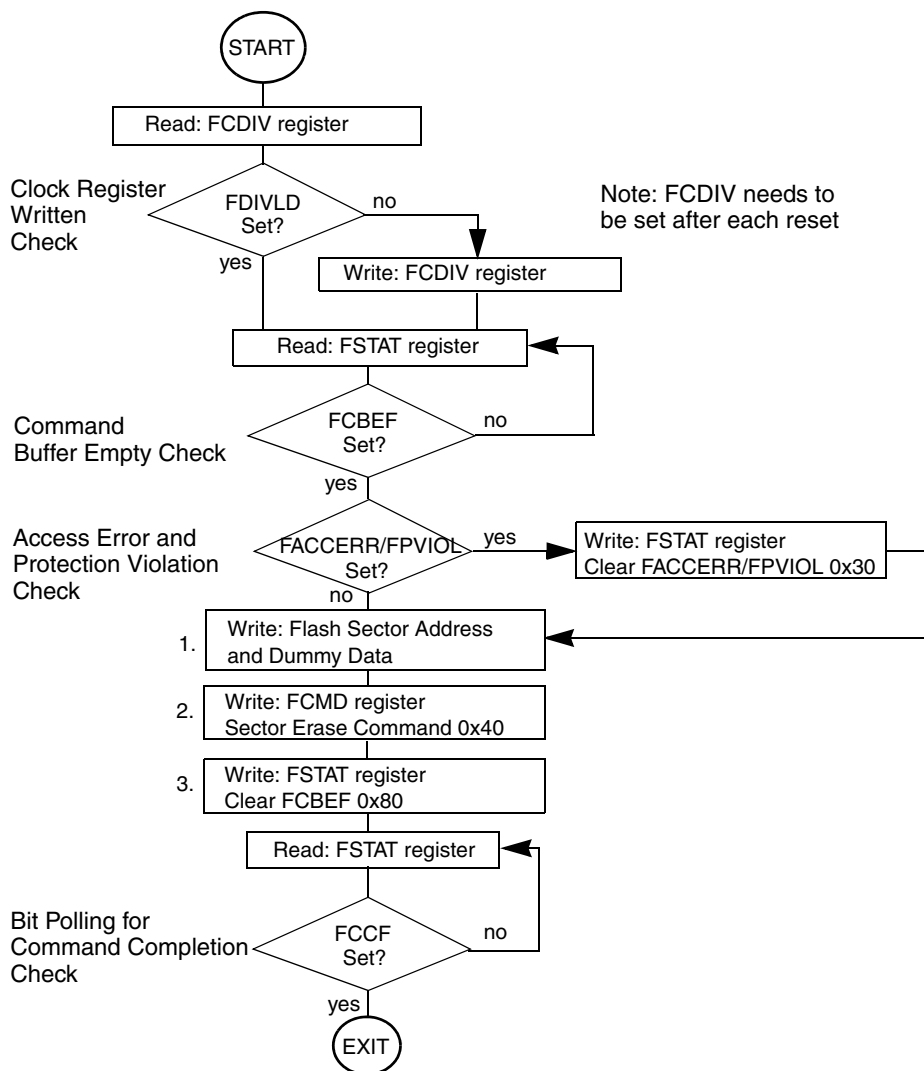 START
Read: FCDIV register
Clock Register
Written
Check
FDIVLD
Set?
no
yes
Note: FCDIV needs to
be set after each reset
Write: FCDIV register
Read: FSTAT register
Command
Buffer Empty Check
FCBEF
Set?
no
yes
Access Error and
Protection Violation
Check
FACCERR/FPVIOL
Set?
yes
no
Write: FSTAT register
Clear FACCERR/FPVIOL 0x30
1.
Write: Flash Sector Address
and Dummy Data
2.
Write: FCMD register
Sector Erase Command 0x40
3.
Write: FSTAT register
Clear FCBEF 0x80
Read: FSTAT register
Bit Polling for
Command Completion
Check
FCCF
Set?
no
yes
EXIT